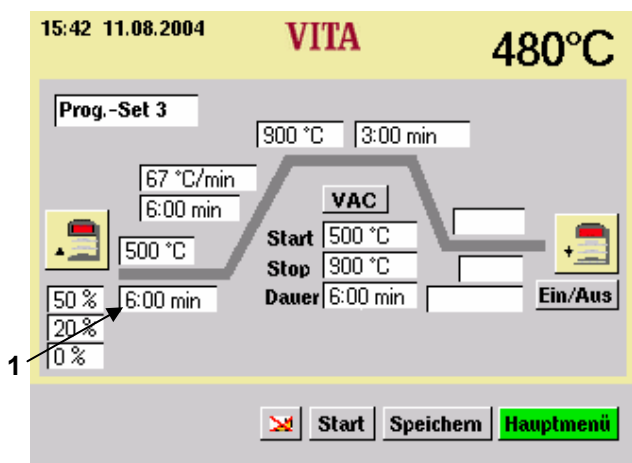 15:42 11.08.2004
VITA
480°C
Prog.-Set 3
900 °C
3:00 min
67 °C/min
6:00 min
VAC
500 °C
Start 500 °C
Stop 900 °C
Dauer 6:00 min
Ein/Aus
50 %
6:00 min
20 %
0 %
1
Start
Speichern
Hauptmenü